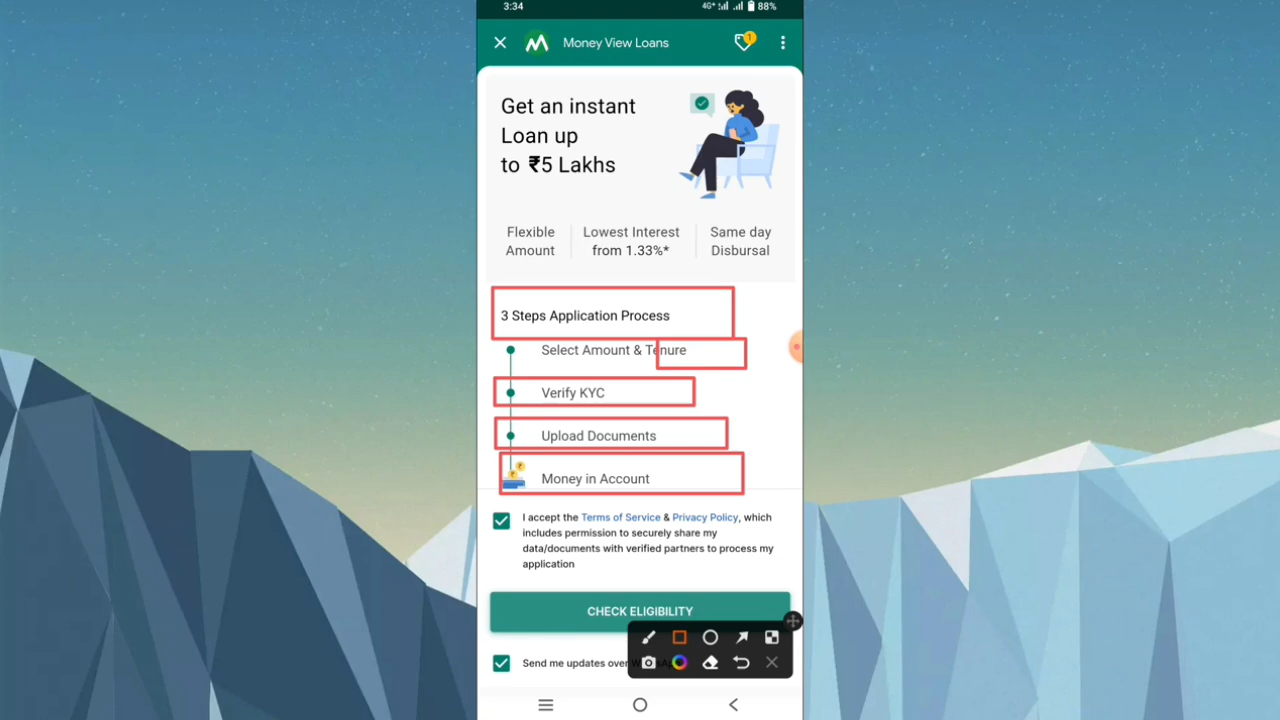 3:34
4G+
88%
Money View Loans
1
Get an instant
Loan up
to ₹5 Lakhs
Flexible
Amount
Lowest Interest
from 1.33%*
Same day
Disbursal
3 Steps Application Process
Select Amount & Tenure
Verify KYC
Upload Documents
Money in Account
I accept the Terms of Service & Privacy Policy, which
includes permission to securely share my
data/documents with verified partners to process my
application
CHECK ELIGIBILITY
Send me updates over